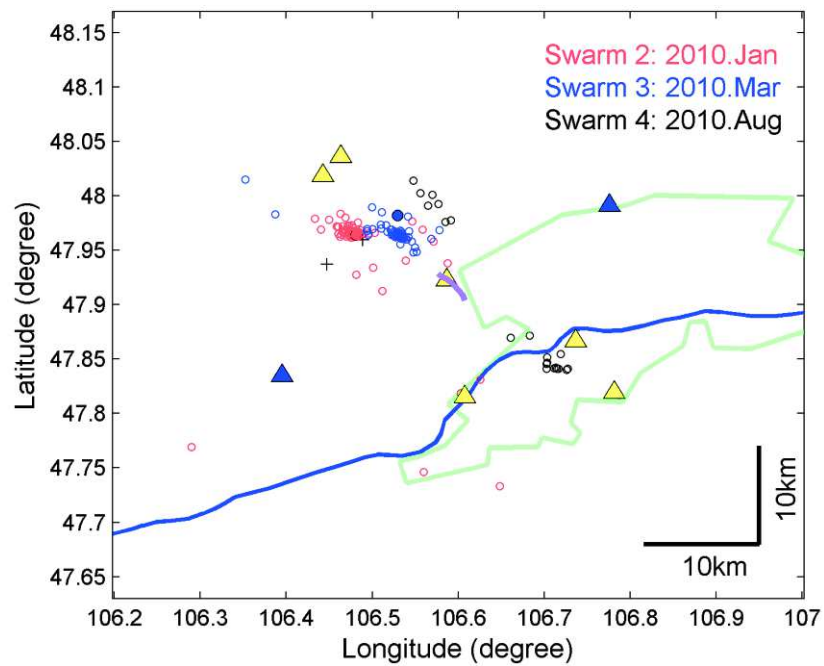 Swarm 2: 2010.Jan
Swarm 3: 2010.Mar
Swarm 4: 2010.Aug
48.15
48.1
48.05
48
47.95
47.9
47.85
47.8
47.75
47.7
47.65
Latitude (degree)
10km
10km
106.2 106.3 106.4 106.5 106.6 106.7 106.8 106.9 107
Longitude (degree)